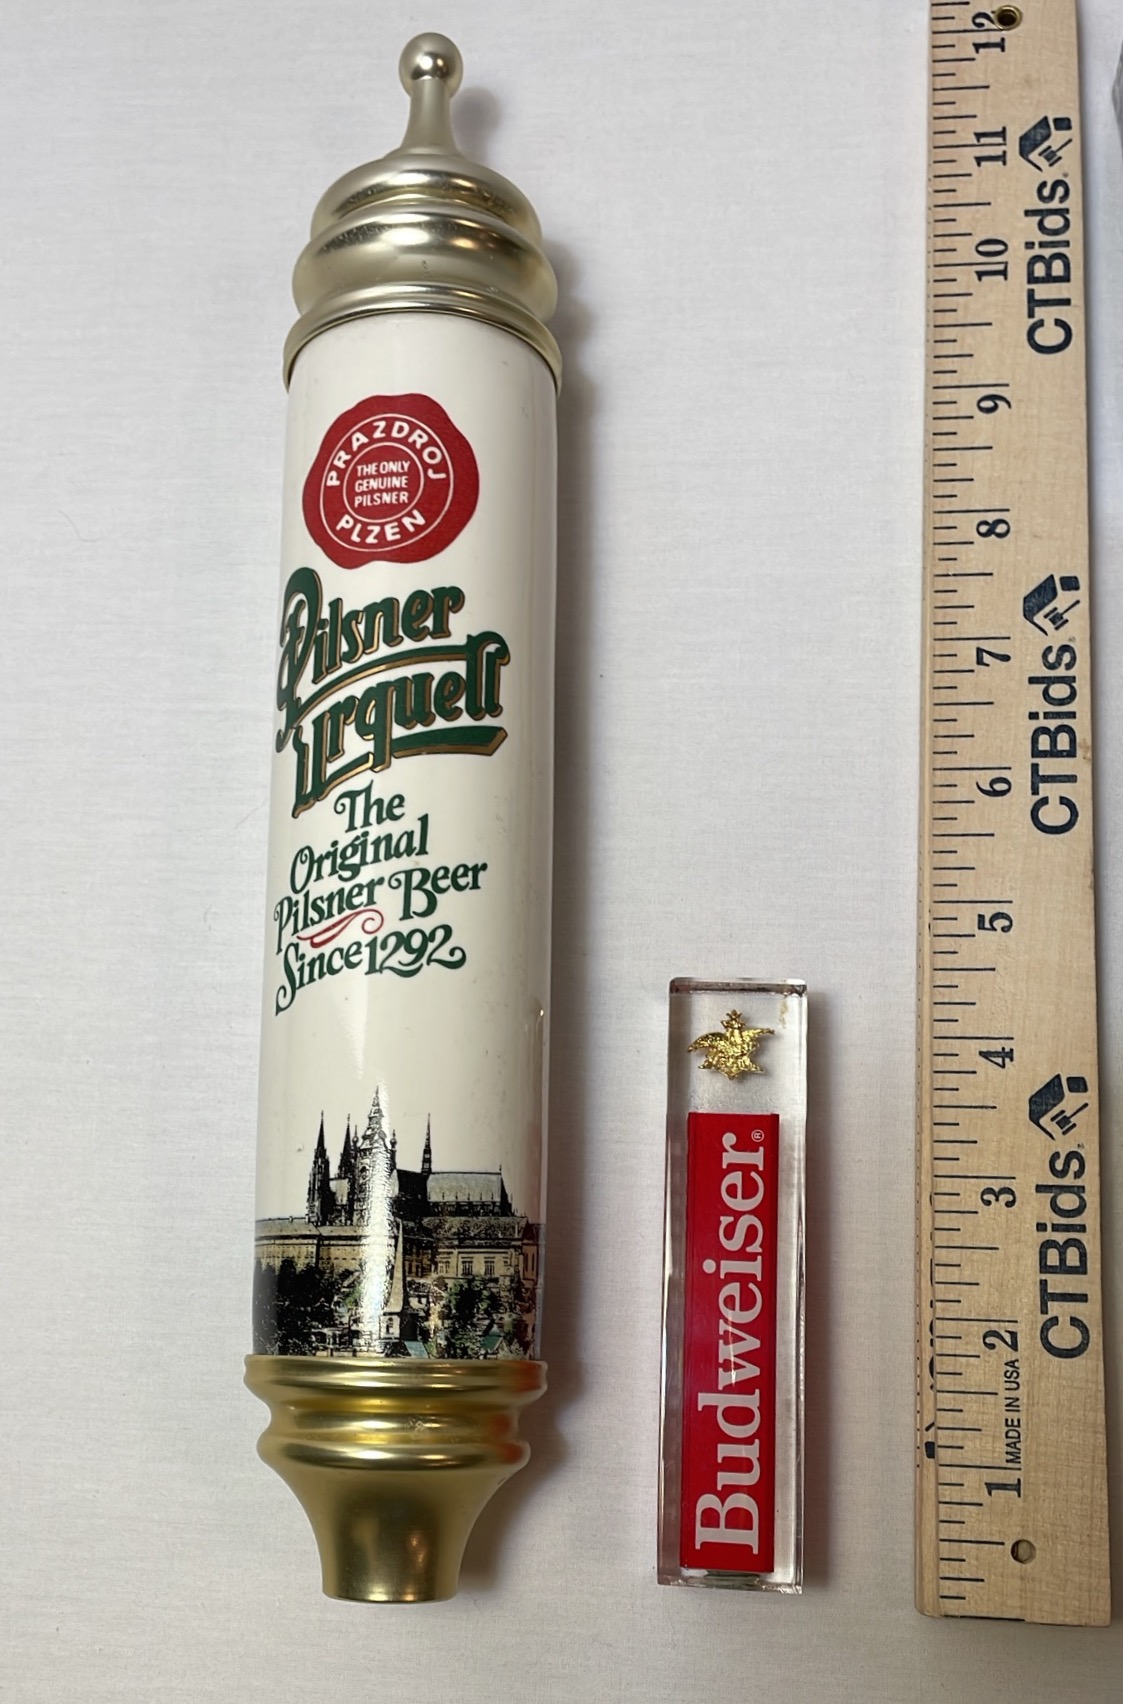 PRAZDROJ
THE ONLY
GENUINE
PILSNER
PLZEN
Pilsner
Urquell
The
Original
Pilsner Beer
Since 1292
Budweiser®
12
11
10
9
8
7
6
5
4
3
2
1
MADE IN USA
CTBids®
CTBids®
CTBids®